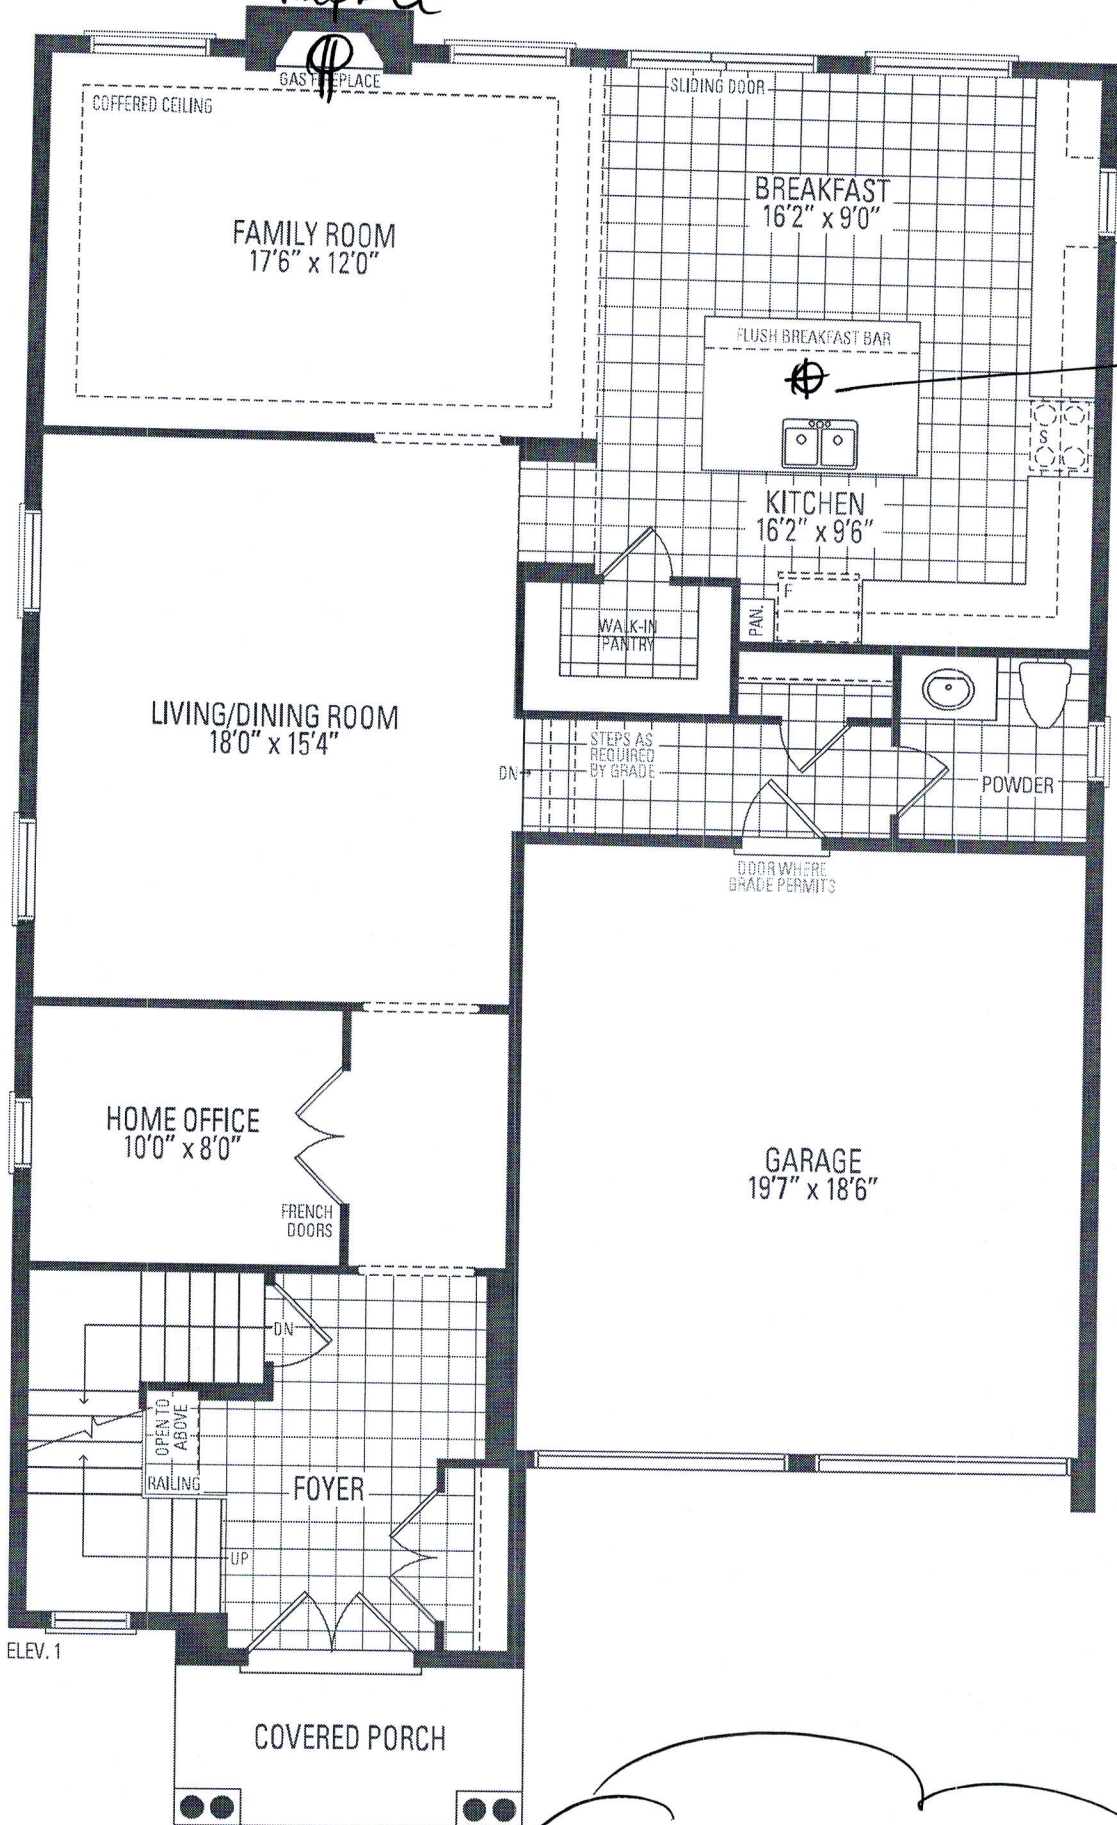 GAS FIREPLACE
COFFERED CEILING
SLIDING DOOR
FAMILY ROOM
17'6" x 12'0"
BREAKFAST
16'2" x 9'0"
FLUSH BREAKFAST BAR
S
KITCHEN
16'2" x 9'6"
F
PAN.
WALK-IN
PANTRY
LIVING/DINING ROOM
18'0" x 15'4"
DN
STEPS AS
REQUIRED
BY GRADE
POWDER
DOOR WHERE
GRADE PERMITS
HOME OFFICE
10'0" x 8'0"
FRENCH
DOORS
GARAGE
19'7" x 18'6"
DN
OPEN TO
ABOVE
RAILING
FOYER
UP
ELEV. 1
COVERED PORCH